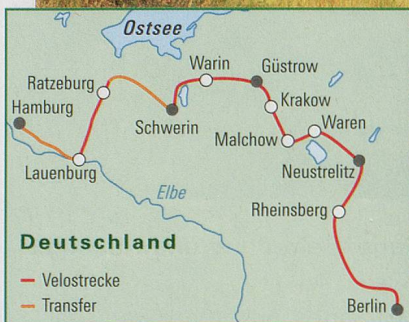 Ostsee
Warin
Güstrow
Ratzeburg
Hamburg
Krakow
Schwerin
Waren
Malchow
Lauenburg
Neustrelitz
Elbe
Rheinsberg
Deutschland
Velostrecke
Transfer
Berlin